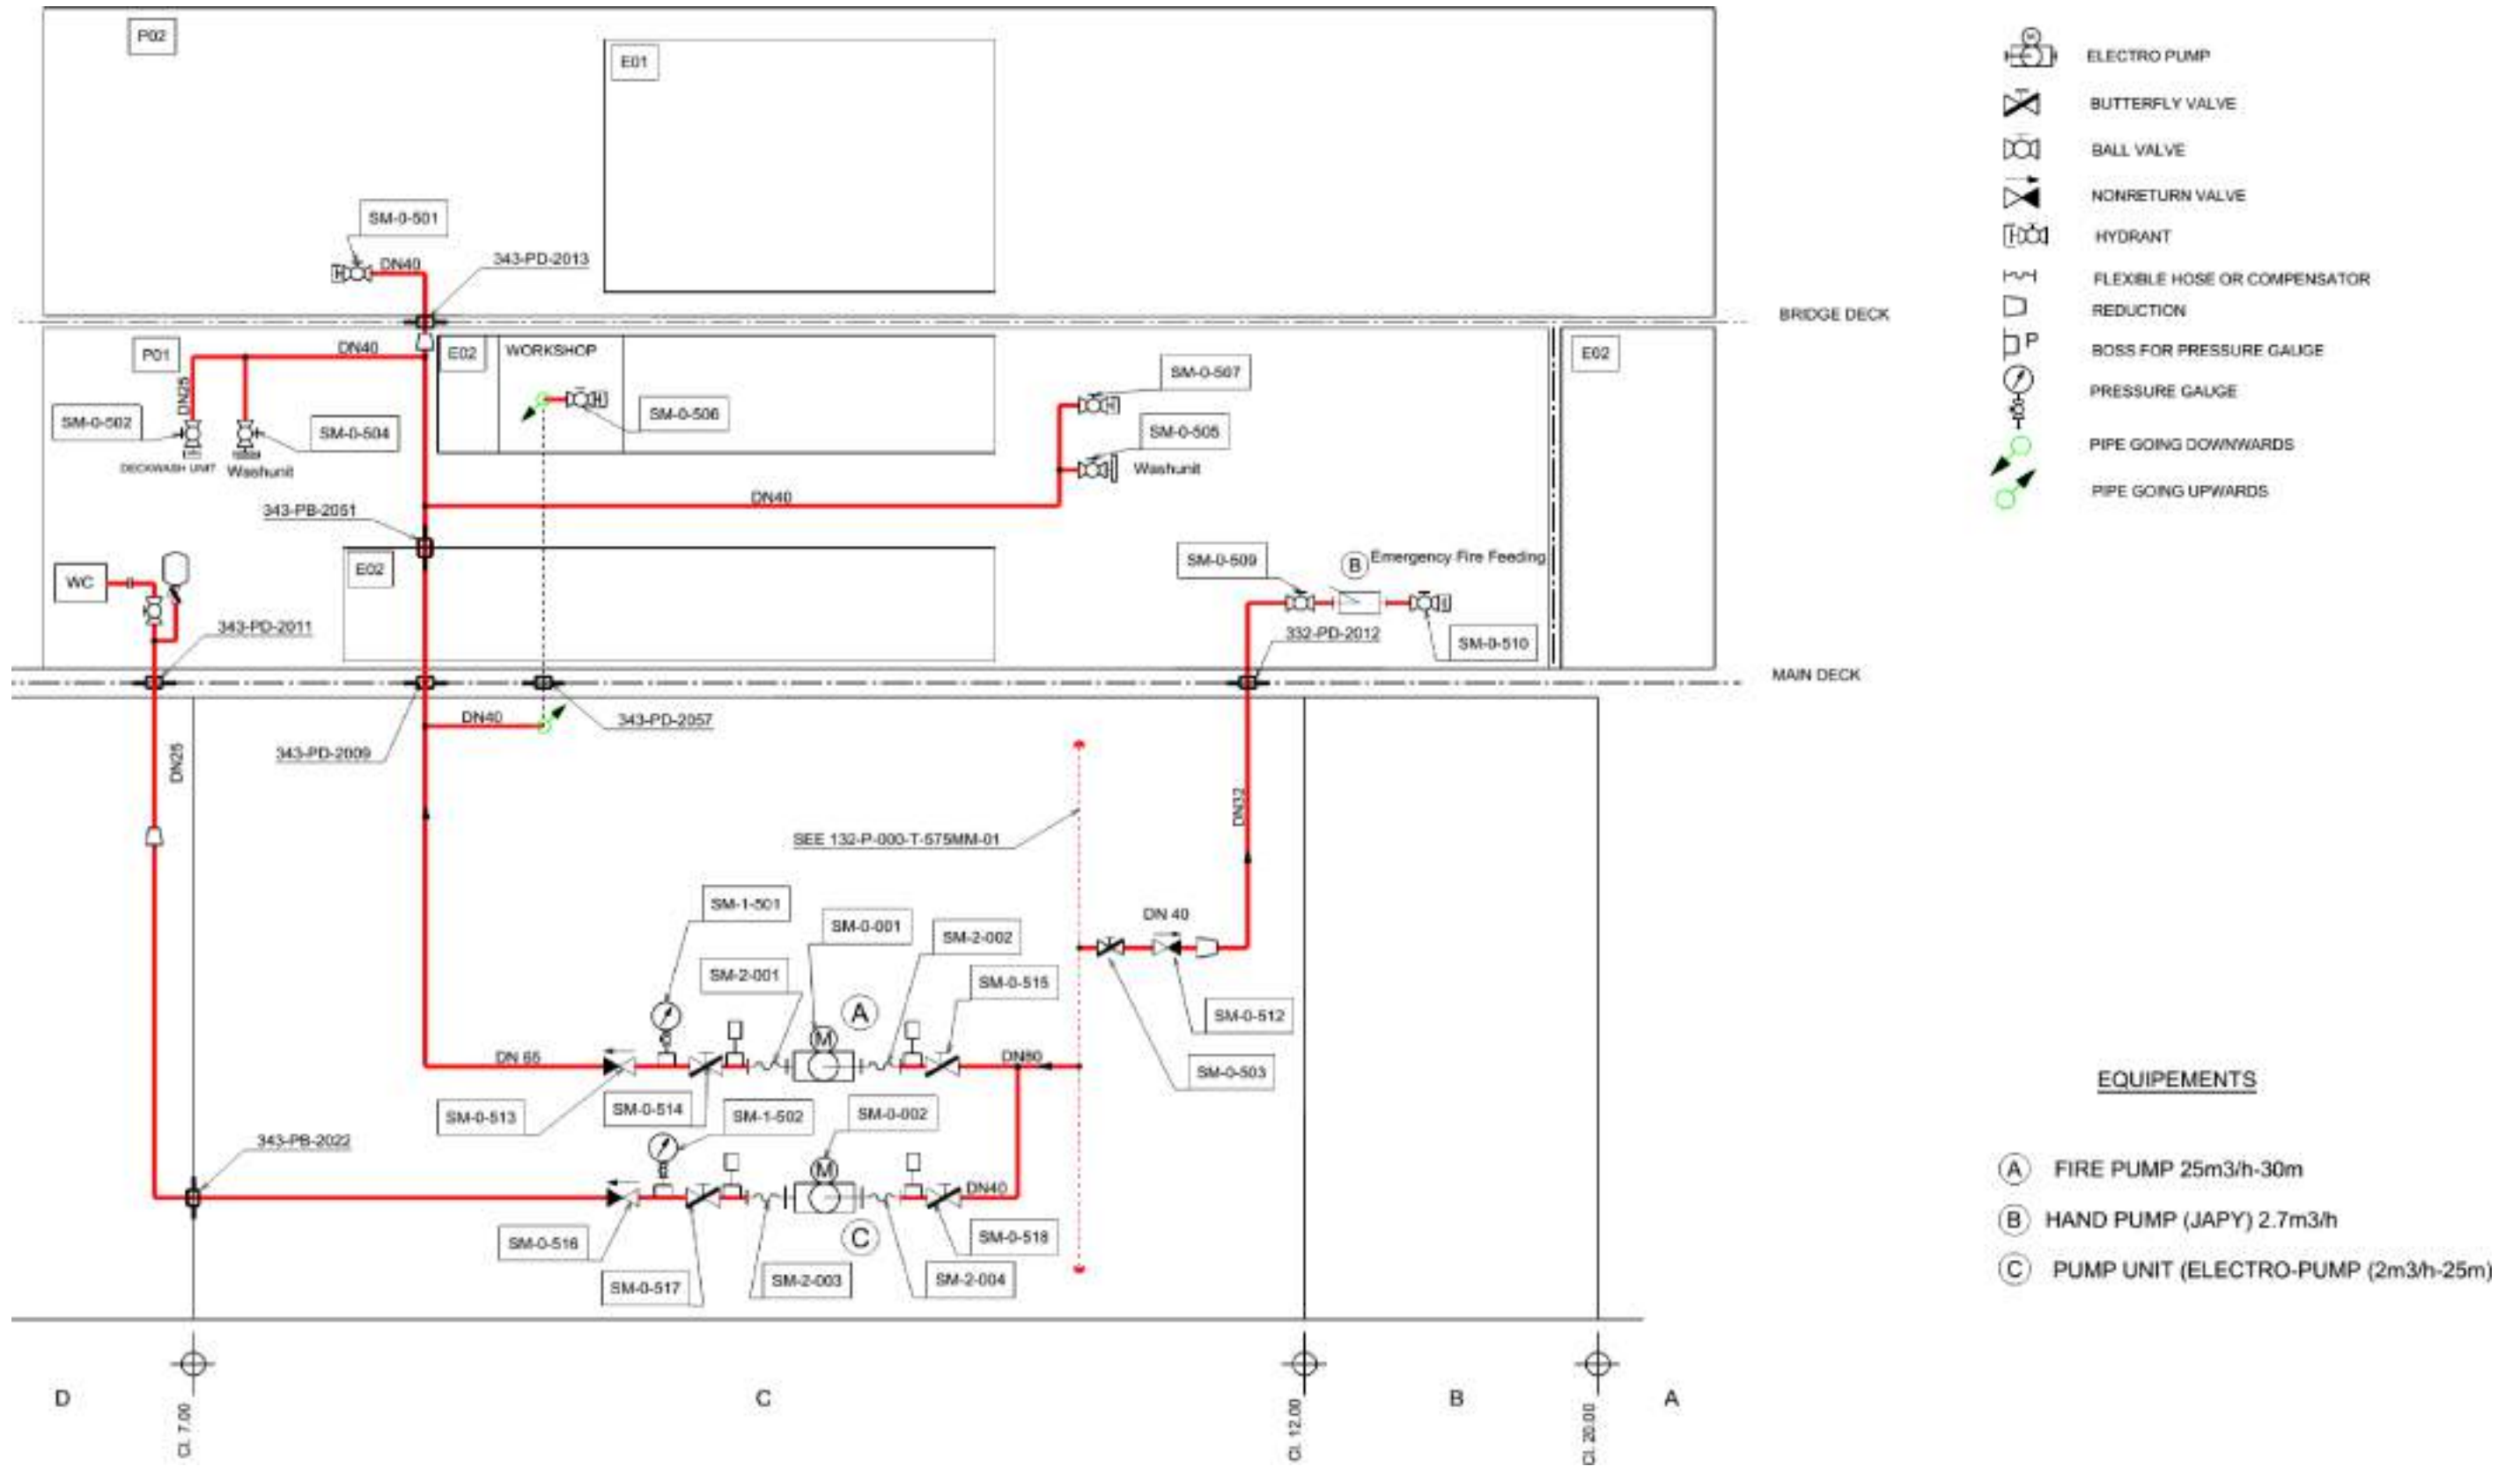 P02
E01
SM-0-501
DN40
343-PD-2013
BRIDGE DECK
P01
DN40
E02
WORKSHOP
E02
DN25
SM-0-502
SM-0-504
DECKWASH UNIT
Washunit
SM-0-506
SM-0-507
SM-0-505
Washunit
DN40
343-PB-2051
E02
WC
SM-0-509
B
Emergency Fire Feeding
343-PD-2011
332-PD-2012
SM-0-510
MAIN DECK
DN40
343-PD-2057
343-PD-2009
DN25
DN32
SEE 132-P-000-T-575MM-01
SM-1-501
SM-0-001
SM-2-002
DN 40
SM-2-001
SM-0-515
A
M
SM-0-512
DN 65
DN80
SM-0-503
SM-0-513
SM-0-514
SM-1-502
SM-0-002
343-PB-2022
M
DN40
SM-0-516
C
SM-0-518
SM-0-517
SM-2-003
SM-2-004
D
C
B
A
CL 7.00
CL 12.00
CL 20.00
M
ELECTRO PUMP
BUTTERFLY VALVE
BALL VALVE
NONRETURN VALVE
HYDRANT
FLEXIBLE HOSE OR COMPENSATOR
REDUCTION
P
BOSS FOR PRESSURE GAUGE
PRESSURE GAUGE
PIPE GOING DOWNWARDS
PIPE GOING UPWARDS
EQUIPEMENTS
A FIRE PUMP 25m3/h-30m
B HAND PUMP (JAPY) 2.7m3/h
C PUMP UNIT (ELECTRO-PUMP (2m3/h-25m)